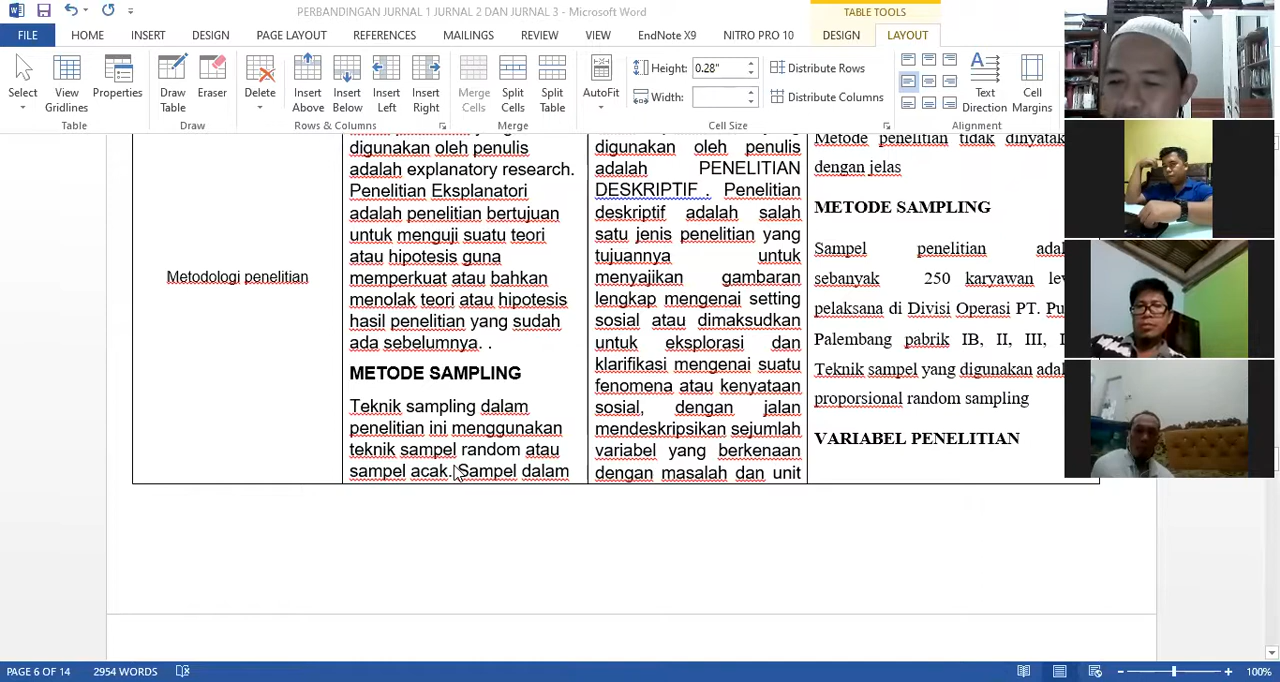 PERBANDINGAN JURNAL 1 JURNAL 2 DAN JURNAL 3 - Microsoft Word
TABLE TOOLS
FILE HOME INSERT DESIGN PAGE LAYOUT REFERENCES MAILINGS REVIEW VIEW EndNote X9 NITRO PRO 10 DESIGN LAYOUT
Select
View Gridlines
Properties
Draw Table
Eraser
Delete
Insert Above
Insert Below
Insert Left
Insert Right
Merge Cells
Split Cells
Split Table
AutoFit
Height: 0.28"
Width:
Distribute Rows
Distribute Columns
Text Direction
Cell Margins
Table Draw Rows & Columns Merge Cell Size Alignment
Metodologi penelitian
digunakan oleh penulis
adalah explanatory research.
Penelitian Eksplanatori
adalah penelitian bertujuan
untuk menguji suatu teori
atau hipotesis guna
memperkuat atau bahkan
menolak teori atau hipotesis
hasil penelitian yang sudah
ada sebelumnya. .
METODE SAMPLING
Teknik sampling dalam
penelitian ini menggunakan
teknik sampel random atau
sampel acak. Sampel dalam
digunakan oleh penulis
adalah PENELITIAN
DESKRIPTIF . Penelitian
deskriptif adalah salah
satu jenis penelitian yang
tujuannya untuk
menyajikan gambaran
lengkap mengenai setting
sosial atau dimaksudkan
untuk eksplorasi dan
klarifikasi mengenai suatu
fenomena atau kenyataan
sosial, dengan jalan
mendeskripsikan sejumlah
variabel yang berkenaan
dengan masalah dan unit
Metode penelitian tidak dinyatak
dengan jelas
METODE SAMPLING
Sampel penelitian adal
sebanyak 250 karyawan lev
pelaksana di Divisi Operasi PT. Pu
Palembang pabrik IB, II, III, I
Teknik sampel yang digunakan adal
proporsional random sampling
VARIABEL PENELITIAN
PAGE 6 OF 14 2954 WORDS 100%